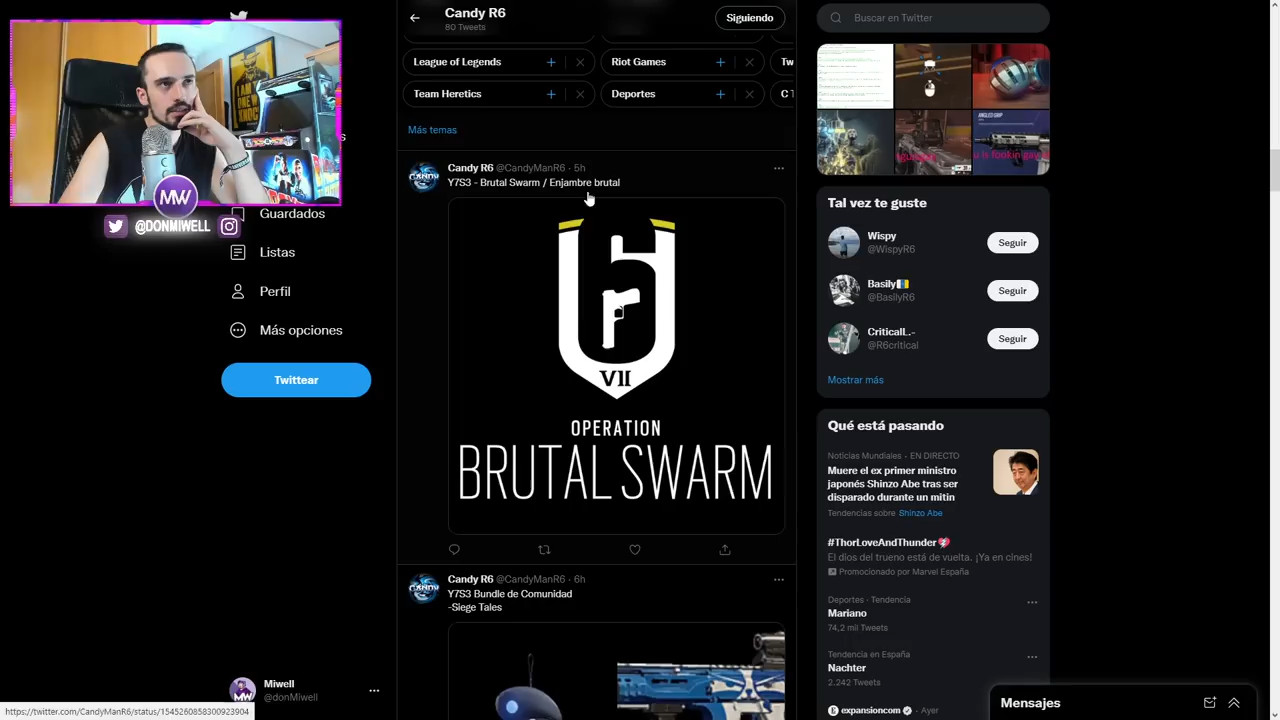 Candy R6
80 Tweets
Siguiendo
Buscar en Twitter
League of Legends
Riot Games
Team Heretics
Deportes
Más temas
Candy R6 @CandyManR6 · 5h
Y7S3 - Brutal Swarm / Enjambre brutal
CANDY
VII
OPERATION
BRUTAL SWARM
Candy R6 @CandyManR6 · 6h
Y7S3 Bundle de Comunidad
-Siege Tales
CANDY
MW
@DONMIWELL
Guardados
Listas
Perfil
Más opciones
Twittear
Miwell
@donMiwell
https://twitter.com/CandyManR6/status/1545260858300923904
ANGLED GRIP
Tal vez te guste
Wispy
@WispyR6
Seguir
Basily
@BasilyR6
Seguir
CriticalL.-
@R6critical
Seguir
Mostrar más
Qué está pasando
Noticias Mundiales · EN DIRECTO
Muere el ex primer ministro
japonés Shinzo Abe tras ser
disparado durante un mitin
Tendencias sobre Shinzo Abe
#ThorLoveAndThunder
El dios del trueno está de vuelta. ¡Ya en cines!
Promocionado por Marvel España
Deportes · Tendencia
Mariano
74,2 mil Tweets
Tendencia en España
Nachter
2.242 Tweets
expansioncom · Ayer
Mensajes